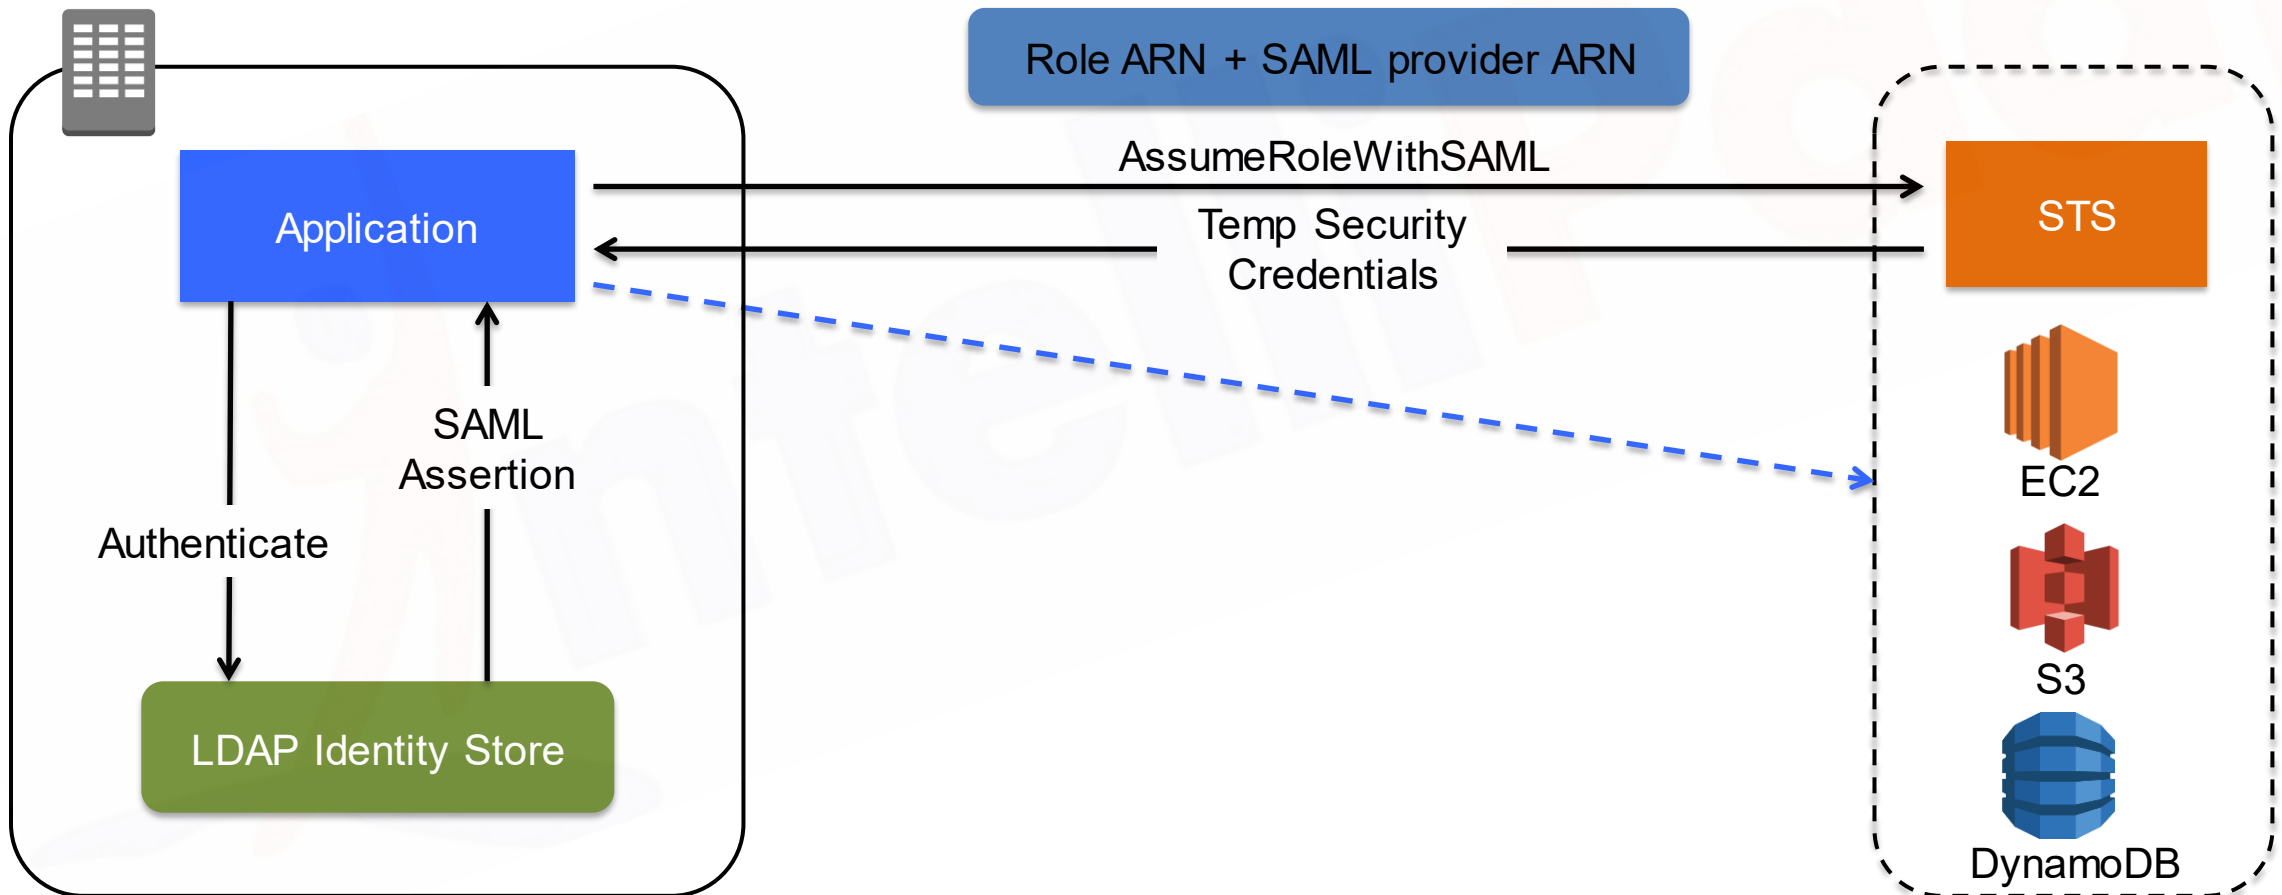 Role ARN + SAML provider ARN
AssumeRoleWithSAML
Application
Temp Security
Credentials
STS
SAML
Assertion
Authenticate
EC2
S3
LDAP Identity Store
DynamoDB